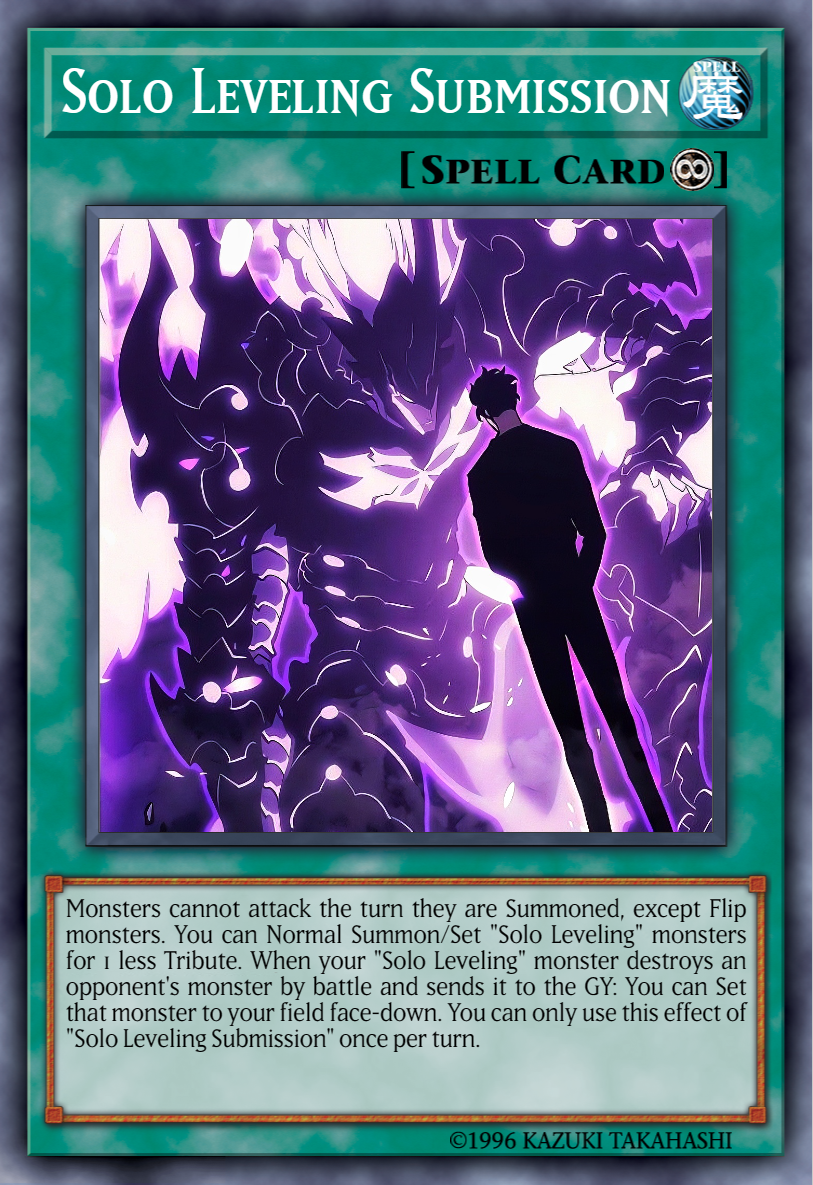 Solo Leveling Submission
SPELL
魔
[Spell Card∞]
Monsters cannot attack the turn they are Summoned, except Flip
monsters. You can Normal Summon/Set "Solo Leveling" monsters
for 1 less Tribute. When your "Solo Leveling" monster destroys an
opponent's monster by battle and sends it to the GY: You can Set
that monster to your field face-down. You can only use this effect of
"Solo Leveling Submission" once per turn.
©1996 KAZUKI TAKAHASHI